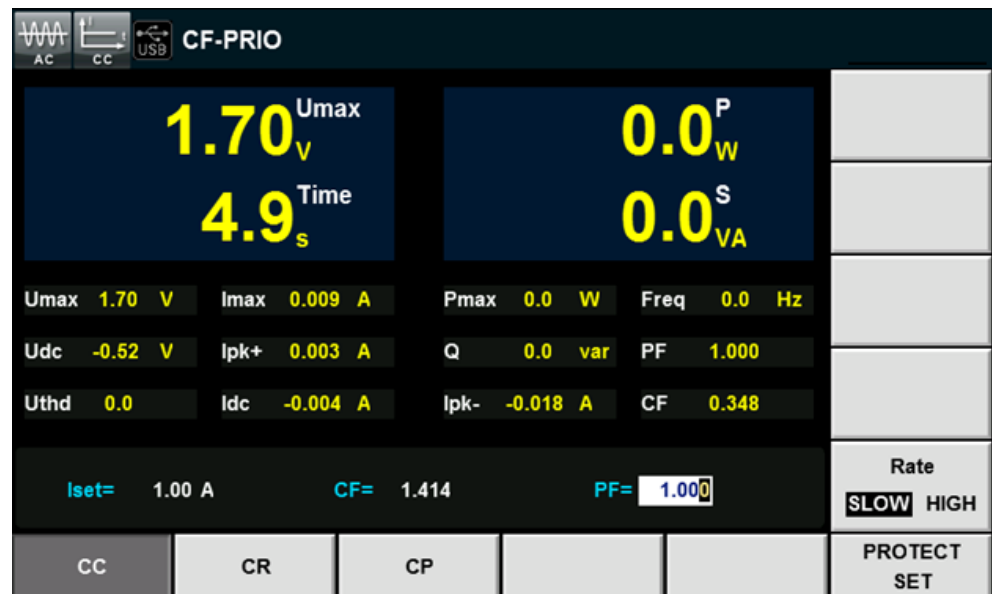 AC CC USB CF-PRIO
1.70 V Umax 0.0 W P
4.9 s Time 0.0 VA S
Umax 1.70 V Imax 0.009 A Pmax 0.0 W Freq 0.0 Hz
Udc -0.52 V Ipk+ 0.003 A Q 0.0 var PF 1.000
Uthd 0.0 Idc -0.004 A Ipk- -0.018 A CF 0.348
Iset= 1.00 A CF= 1.414 PF= 1.000
Rate
SLOW HIGH
CC CR CP
PROTECT
SET